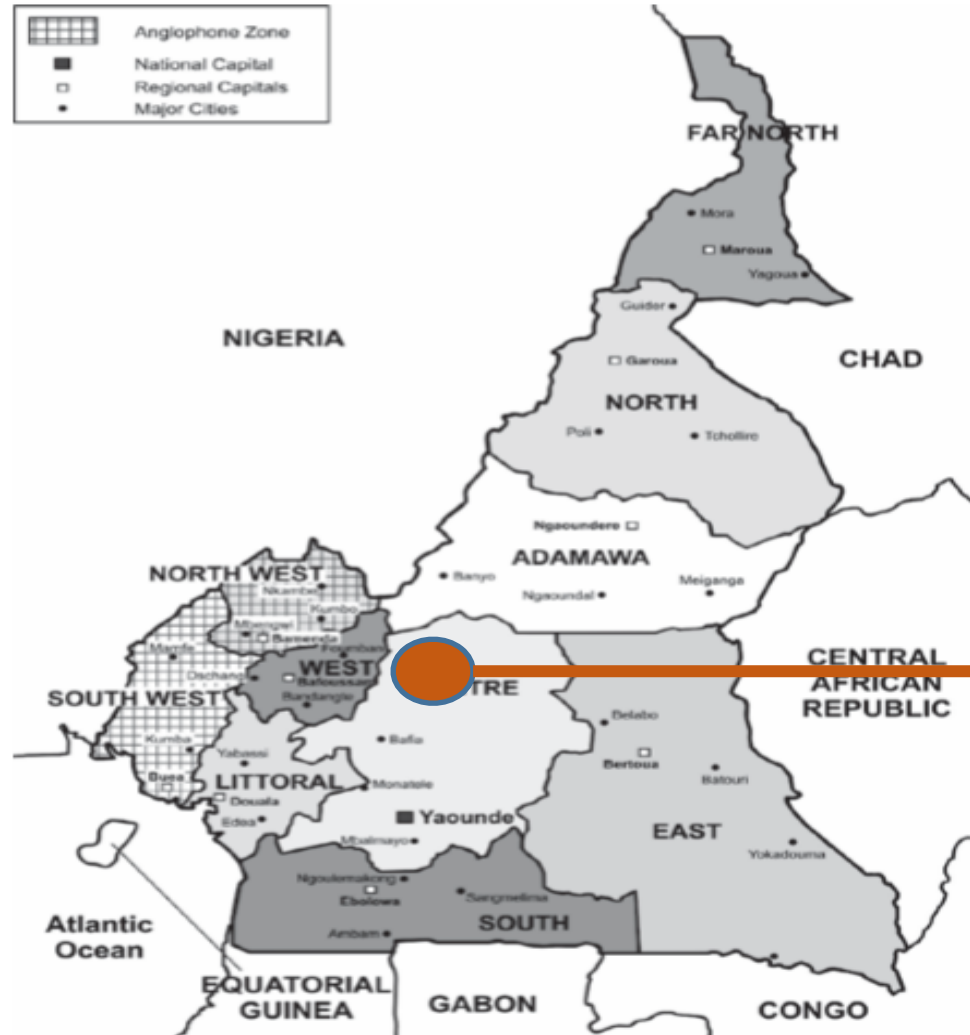 Anglophone Zone
National Capital
Regional Capitals
Major Cities
FAR NORTH
Mora
Maroua
Yagoua
Guider
NIGERIA
CHAD
Garoua
NORTH
Poli
Tchollire
Ngaoundero
ADAMAWA
Banyo
Meiganga
Ngaoundal
NORTH WEST
Nkambe
Kumbo
Mbengwi
Bamenda
Foumban
Mamfe
WEST
Dschang
Bafoussam
Bandangte
SOUTH WEST
TRE
CENTRAL
AFRICAN
REPUBLIC
Kumba
Bafia
Belabo
Yabassi
Bertoua
Batouri
Buea
LITTORAL
Monatele
Douala
Edea
Yaounde
EAST
Mbalmayo
Yokadouma
Ngoulemakong
Ebolowa
Sangmelima
SOUTH
Ambam
Atlantic
Ocean
EQUATORIAL
GUINEA
GABON
CONGO